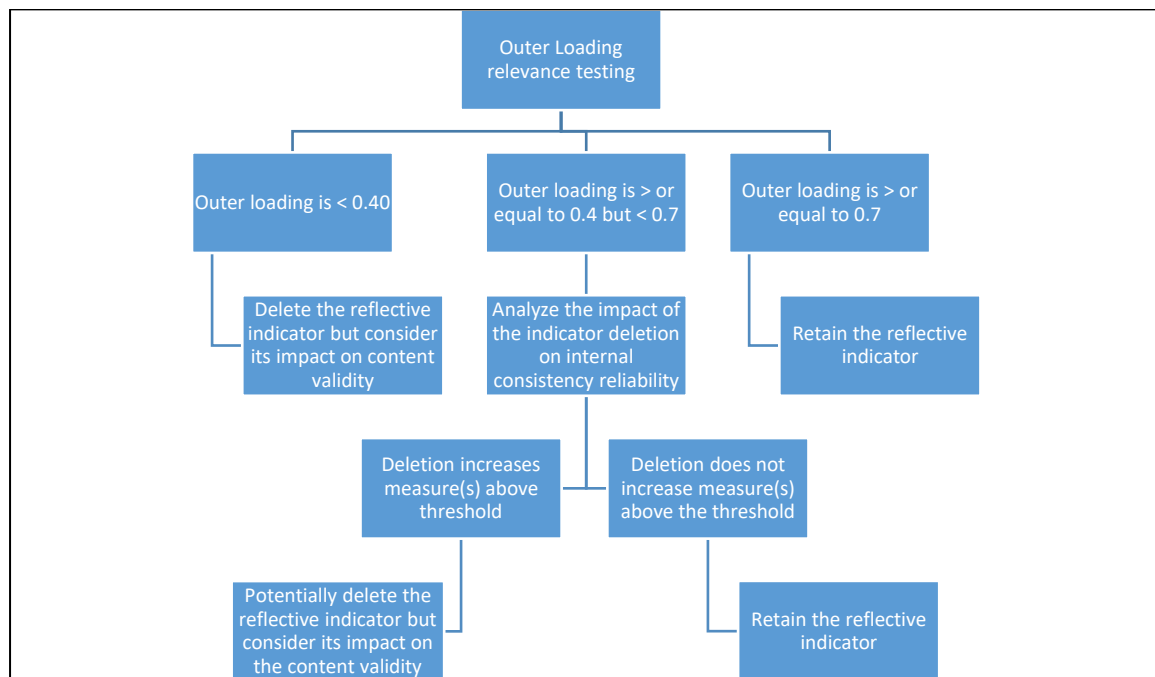 Outer Loading
relevance testing
Outer loading is < 0.40
Outer loading is > or
equal to 0.4 but < 0.7
Outer loading is > or
equal to 0.7
Delete the reflective
indicator but consider
its impact on content
validity
Analyze the impact of
the indicator deletion
on internal
consistency reliability
Retain the reflective
indicator
Deletion increases
measure(s) above
threshold
Deletion does not
increase measure(s)
above the threshold
Potentially delete the
reflective indicator but
consider its impact on
the content validity
Retain the reflective
indicator